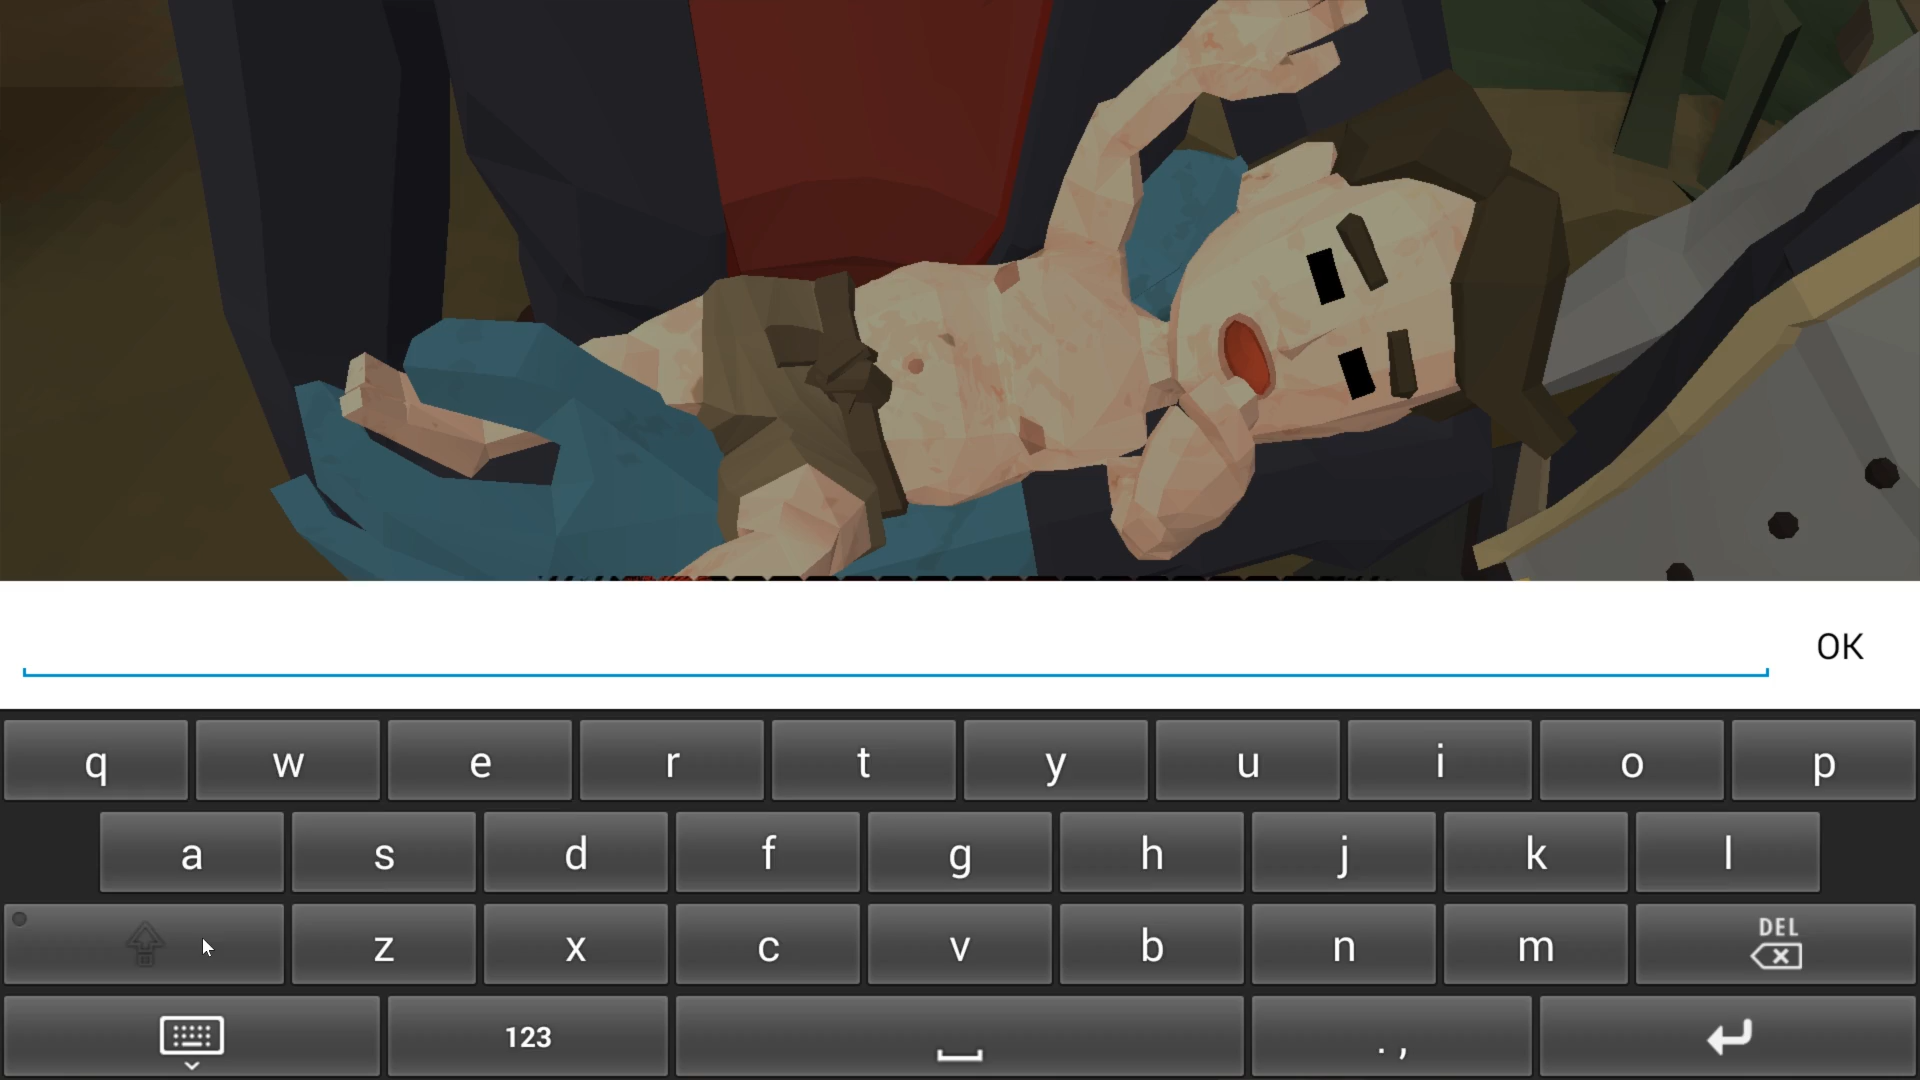 OK
q w e r t y u i o p
a s d f g h j k l
z x c v b n m DEL
123 . ,